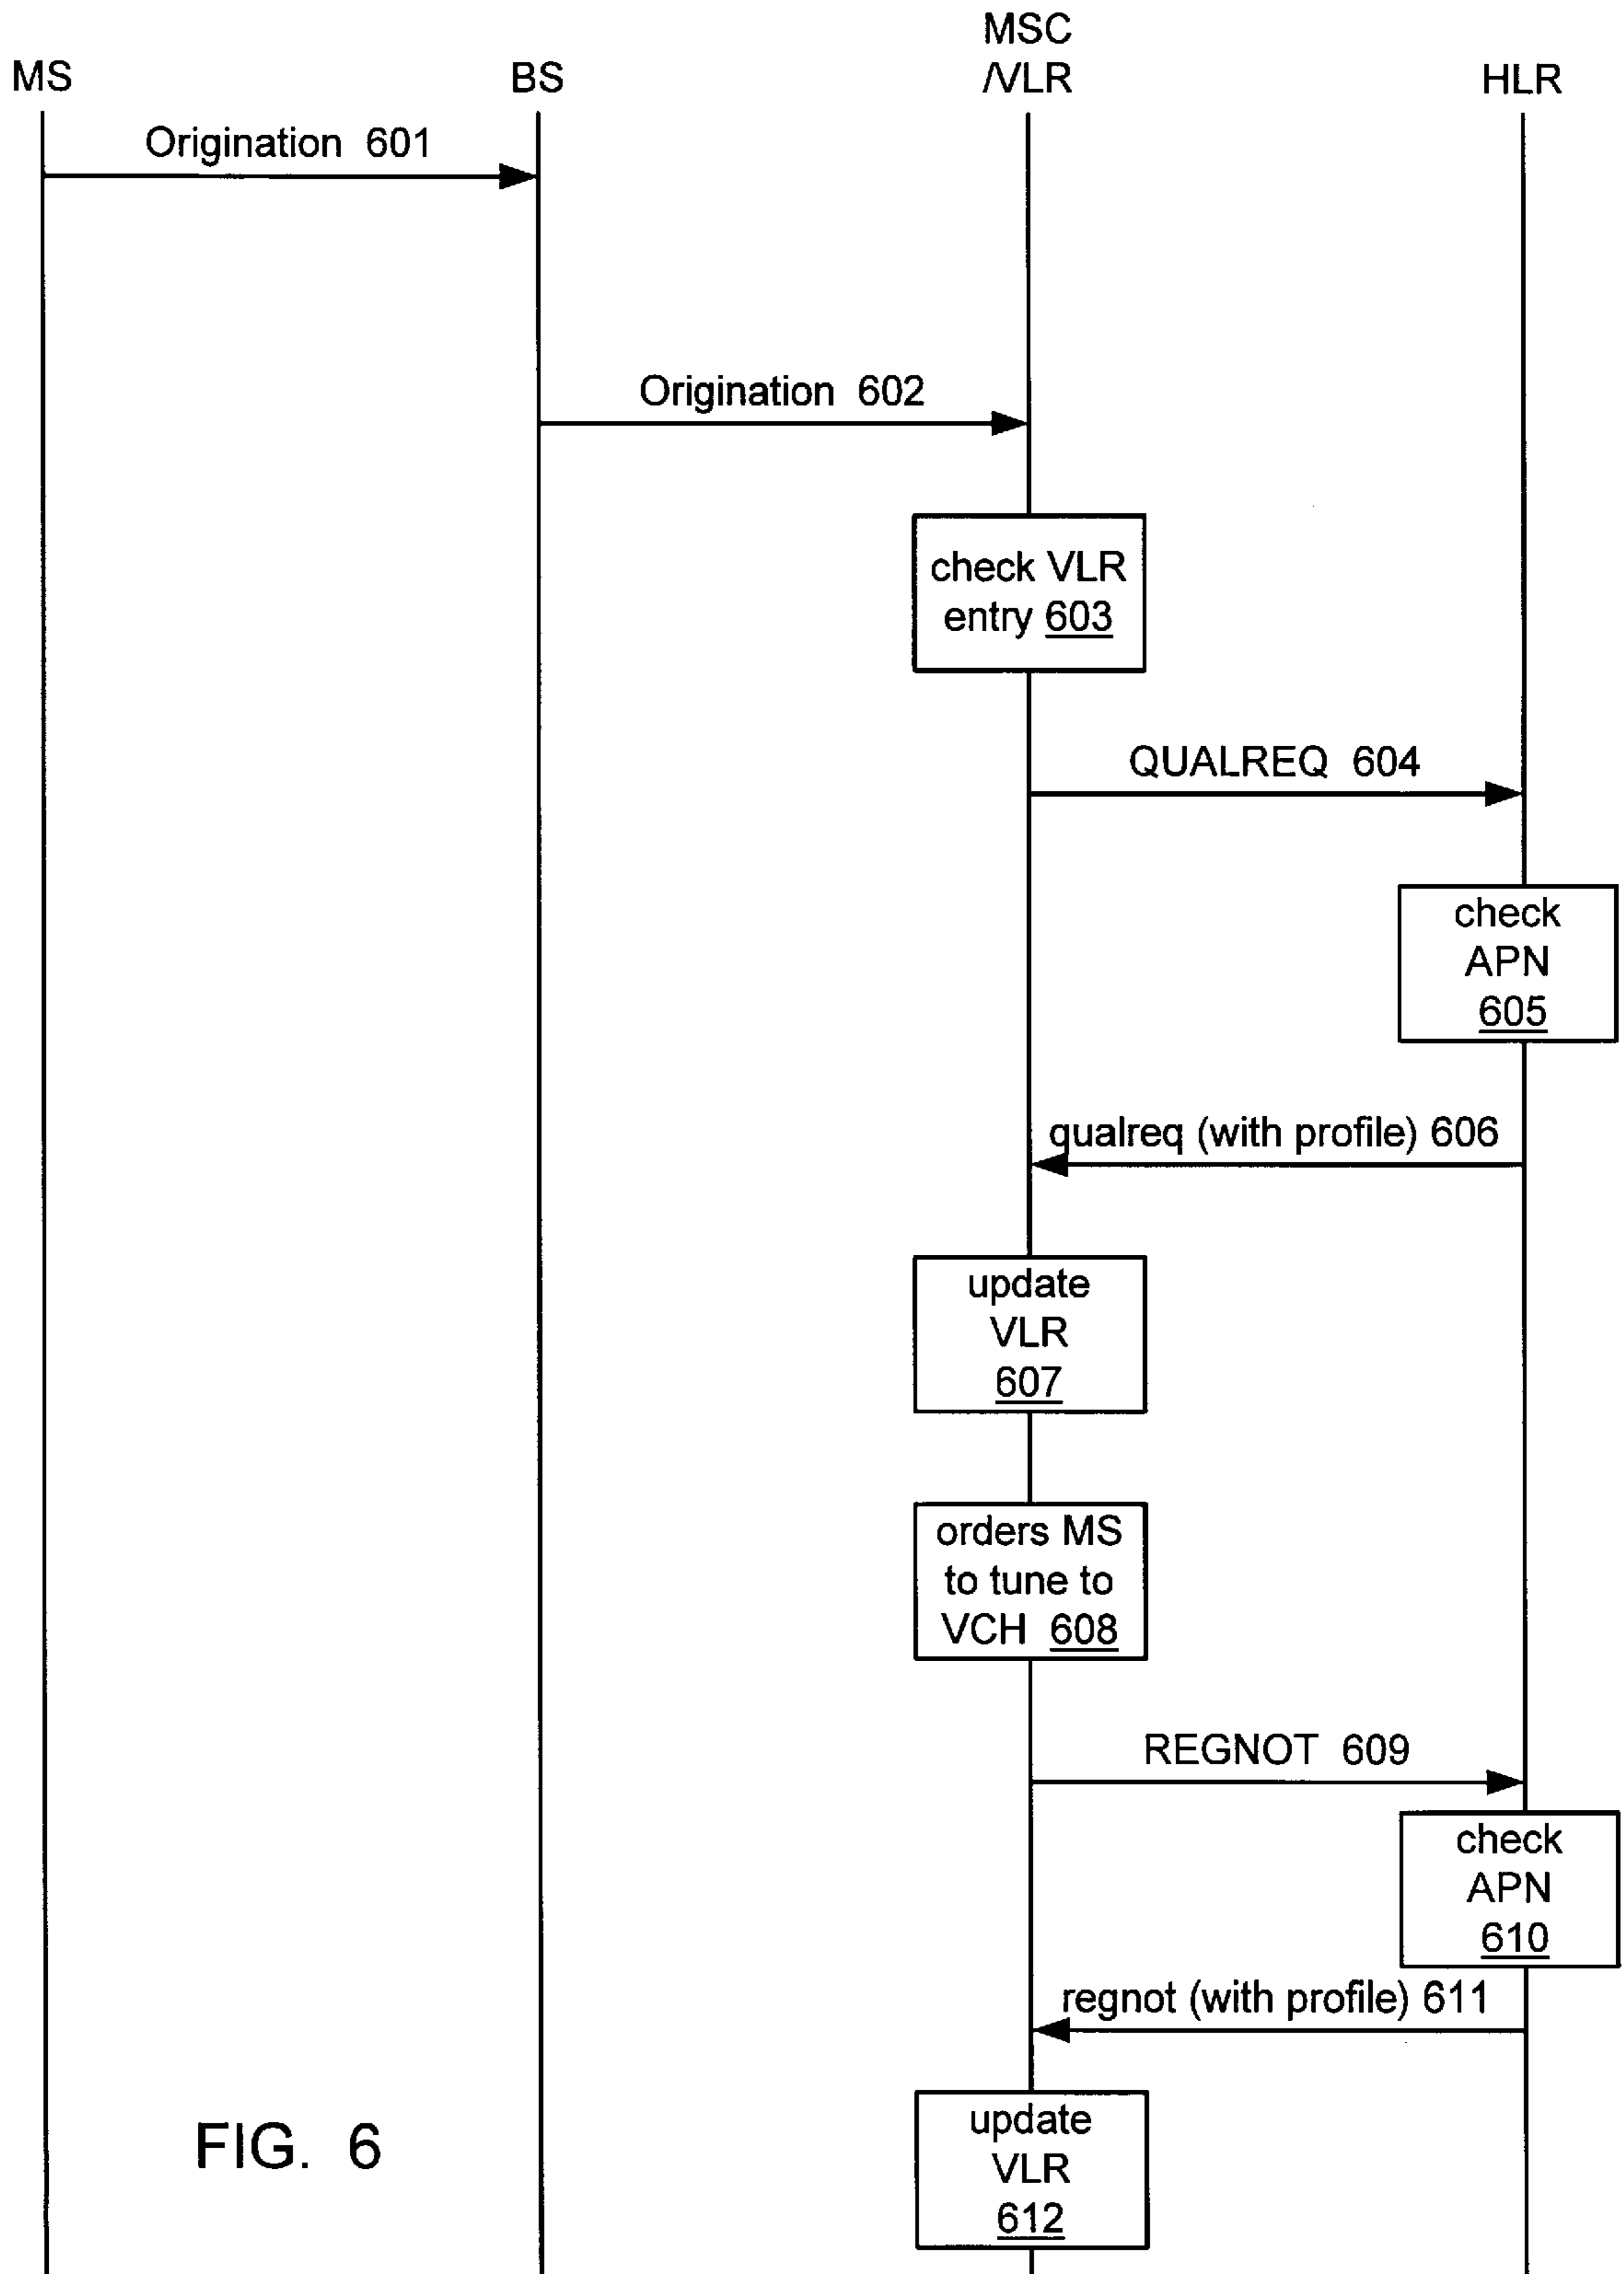 MS
BS
MSC
/VLR
HLR
Origination 601
Origination 602
check VLR
entry 603
QUALREQ 604
check
APN
605
qualreq (with profile) 606
update
VLR
607
orders MS
to tune to
VCH 608
REGNOT 609
check
APN
610
regnot (with profile) 611
update
VLR
612
FIG. 6